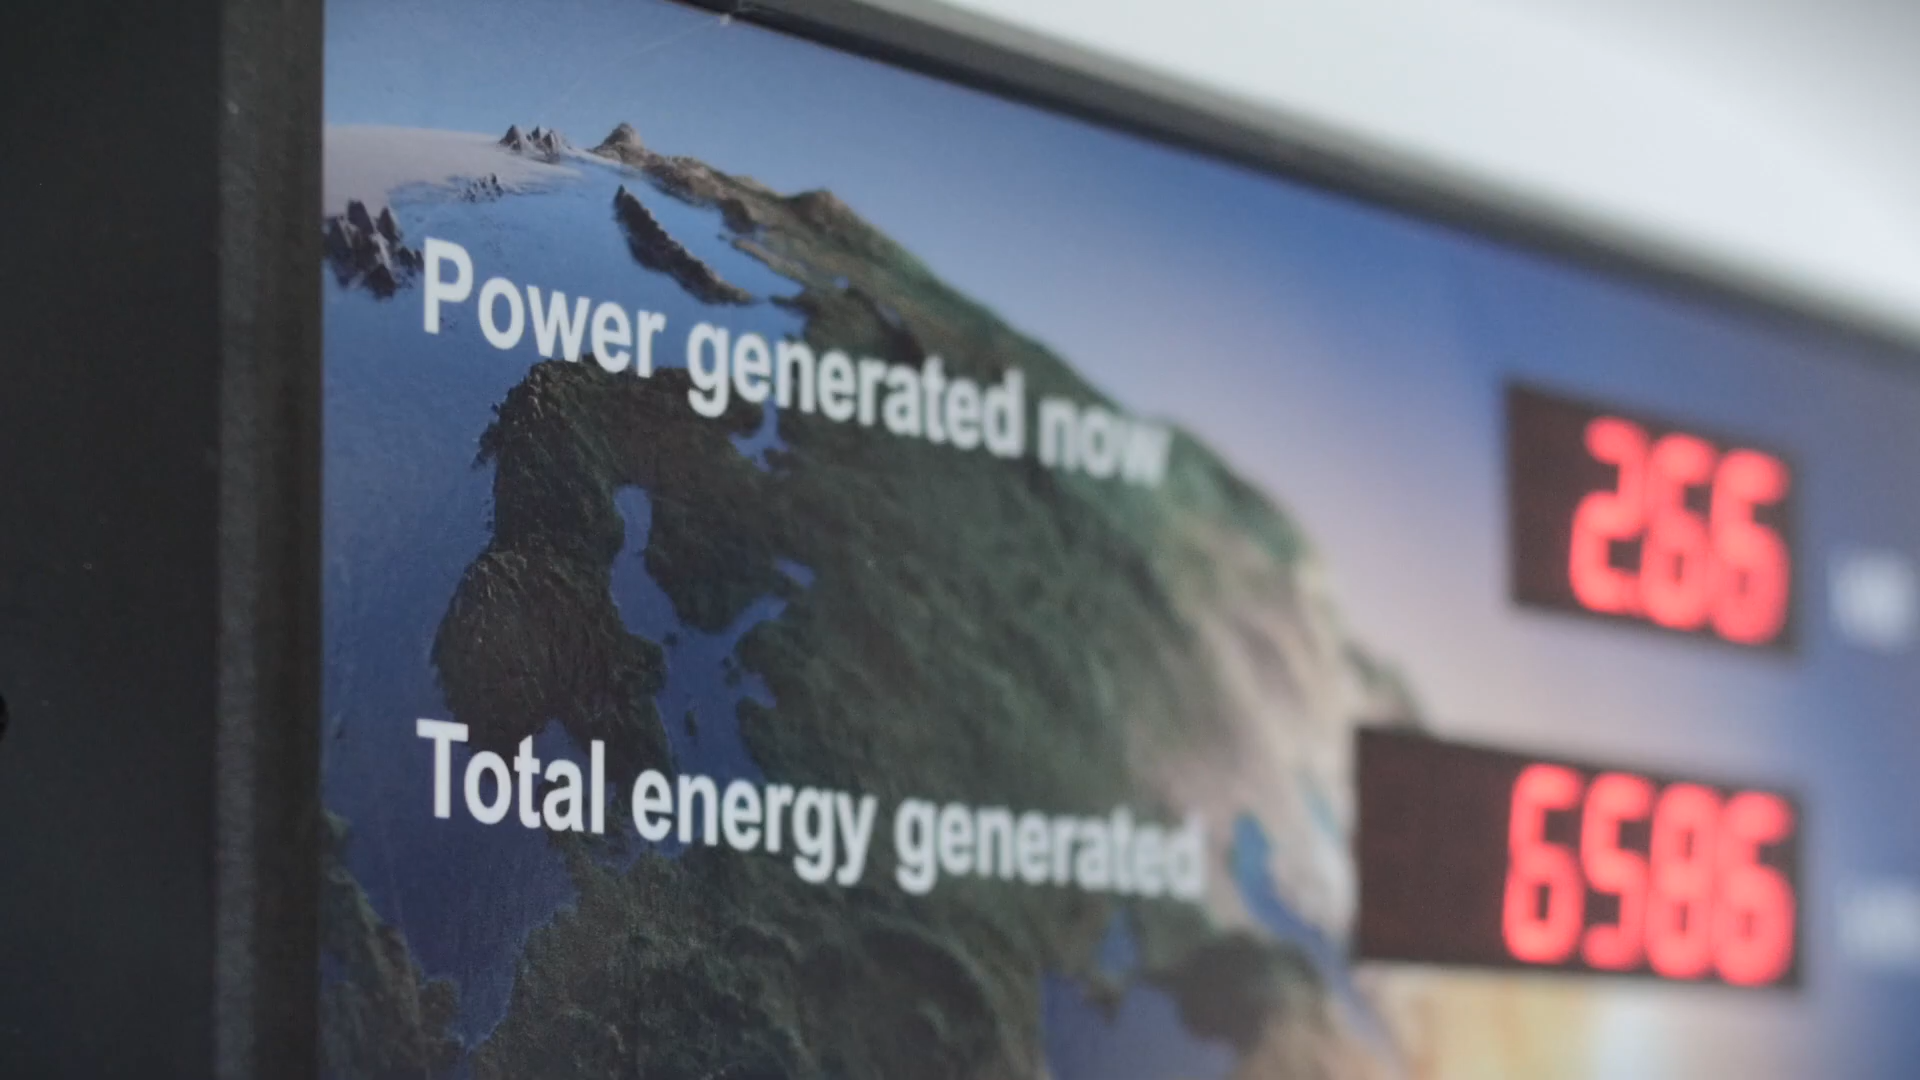 Power generated now 266
Total energy generated 6586